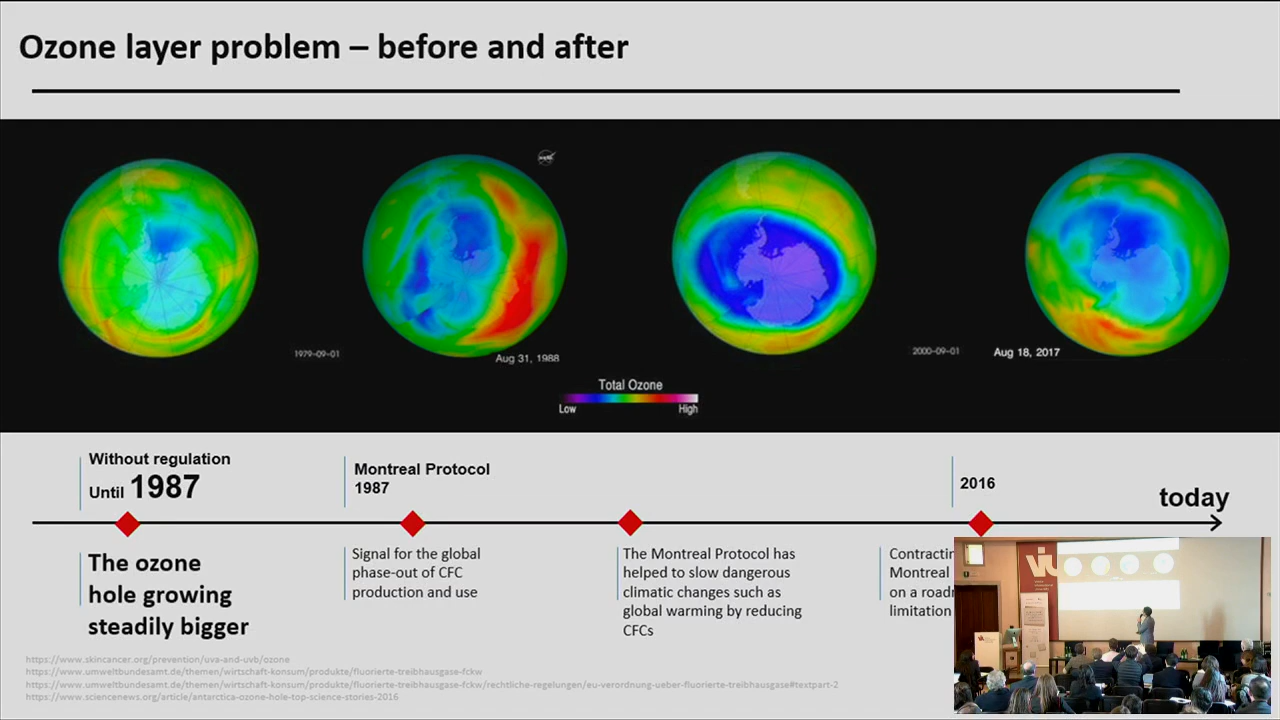 Ozone layer problem – before and after
1979-09-01
Aug 31, 1988
2000-09-01
Aug 18, 2017
Total Ozone
Low
High
Without regulation
Until 1987
Montreal Protocol
1987
2016
today
The ozone
hole growing
steadily bigger
Signal for the global
phase-out of CFC
production and use
The Montreal Protocol has
helped to slow dangerous
climatic changes such as
global warming by reducing
CFCs
Montreal
on a
limitation
https://www.skincancer.org/prevention/uva-and-uvb/ozone
https://www.umweltbundesamt.de/themen/wirtschaft-konsum/produkte/fluorierte-treibhausgase-fckw
https://www.umweltbundesamt.de/themen/wirtschaft-konsum/produkte/fluorierte-treibhausgase-fckw/rechtliche-regelungen/eu-verordnung-ueber-fluorierte-treibhausgase#textpart-2
https://www.sciencenews.org/article/antarctica-ozone-hole-top-science-stories-2016